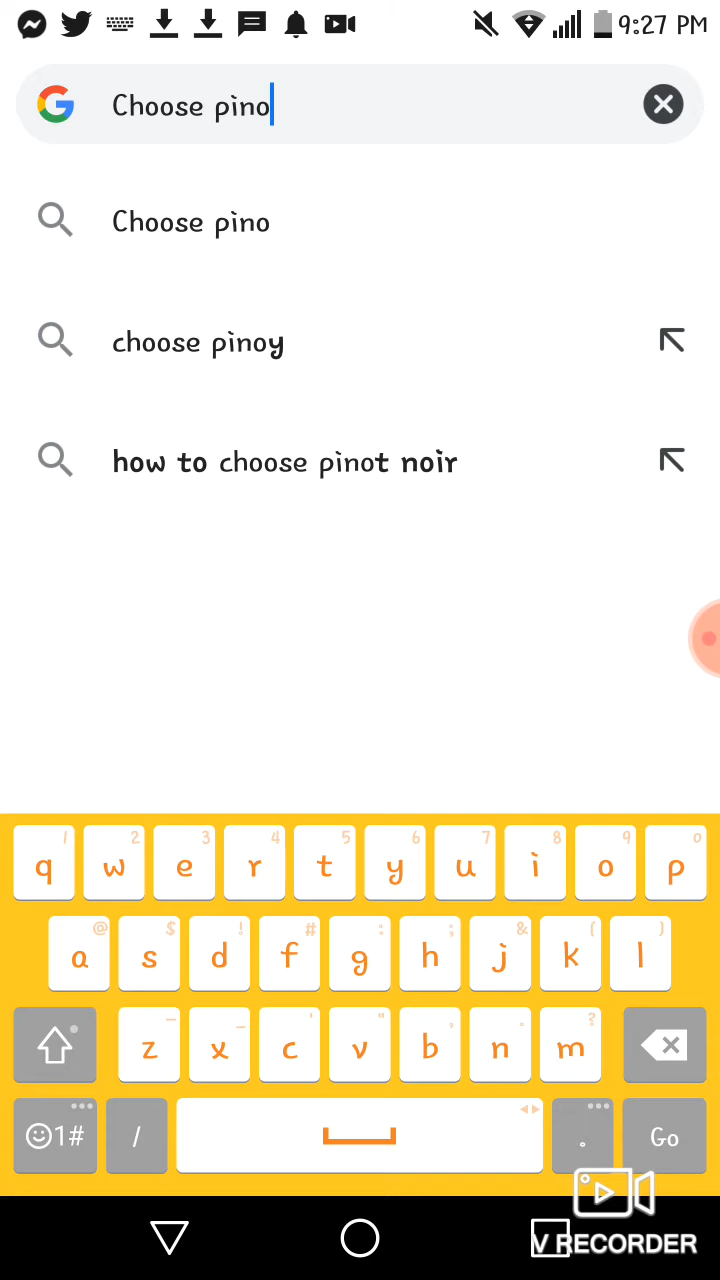 9:27 PM
Choose pino
Choose pino
choose pinoy
how to choose pinot noir
1 2 3 4 5 6 7 8 9 0
q w e r t y u i o p
@ $ ! # : ; & ( )
a s d f g h j k l
- _ ' " , . ?
z x c v b n m
1# / . Go
V RECORDER